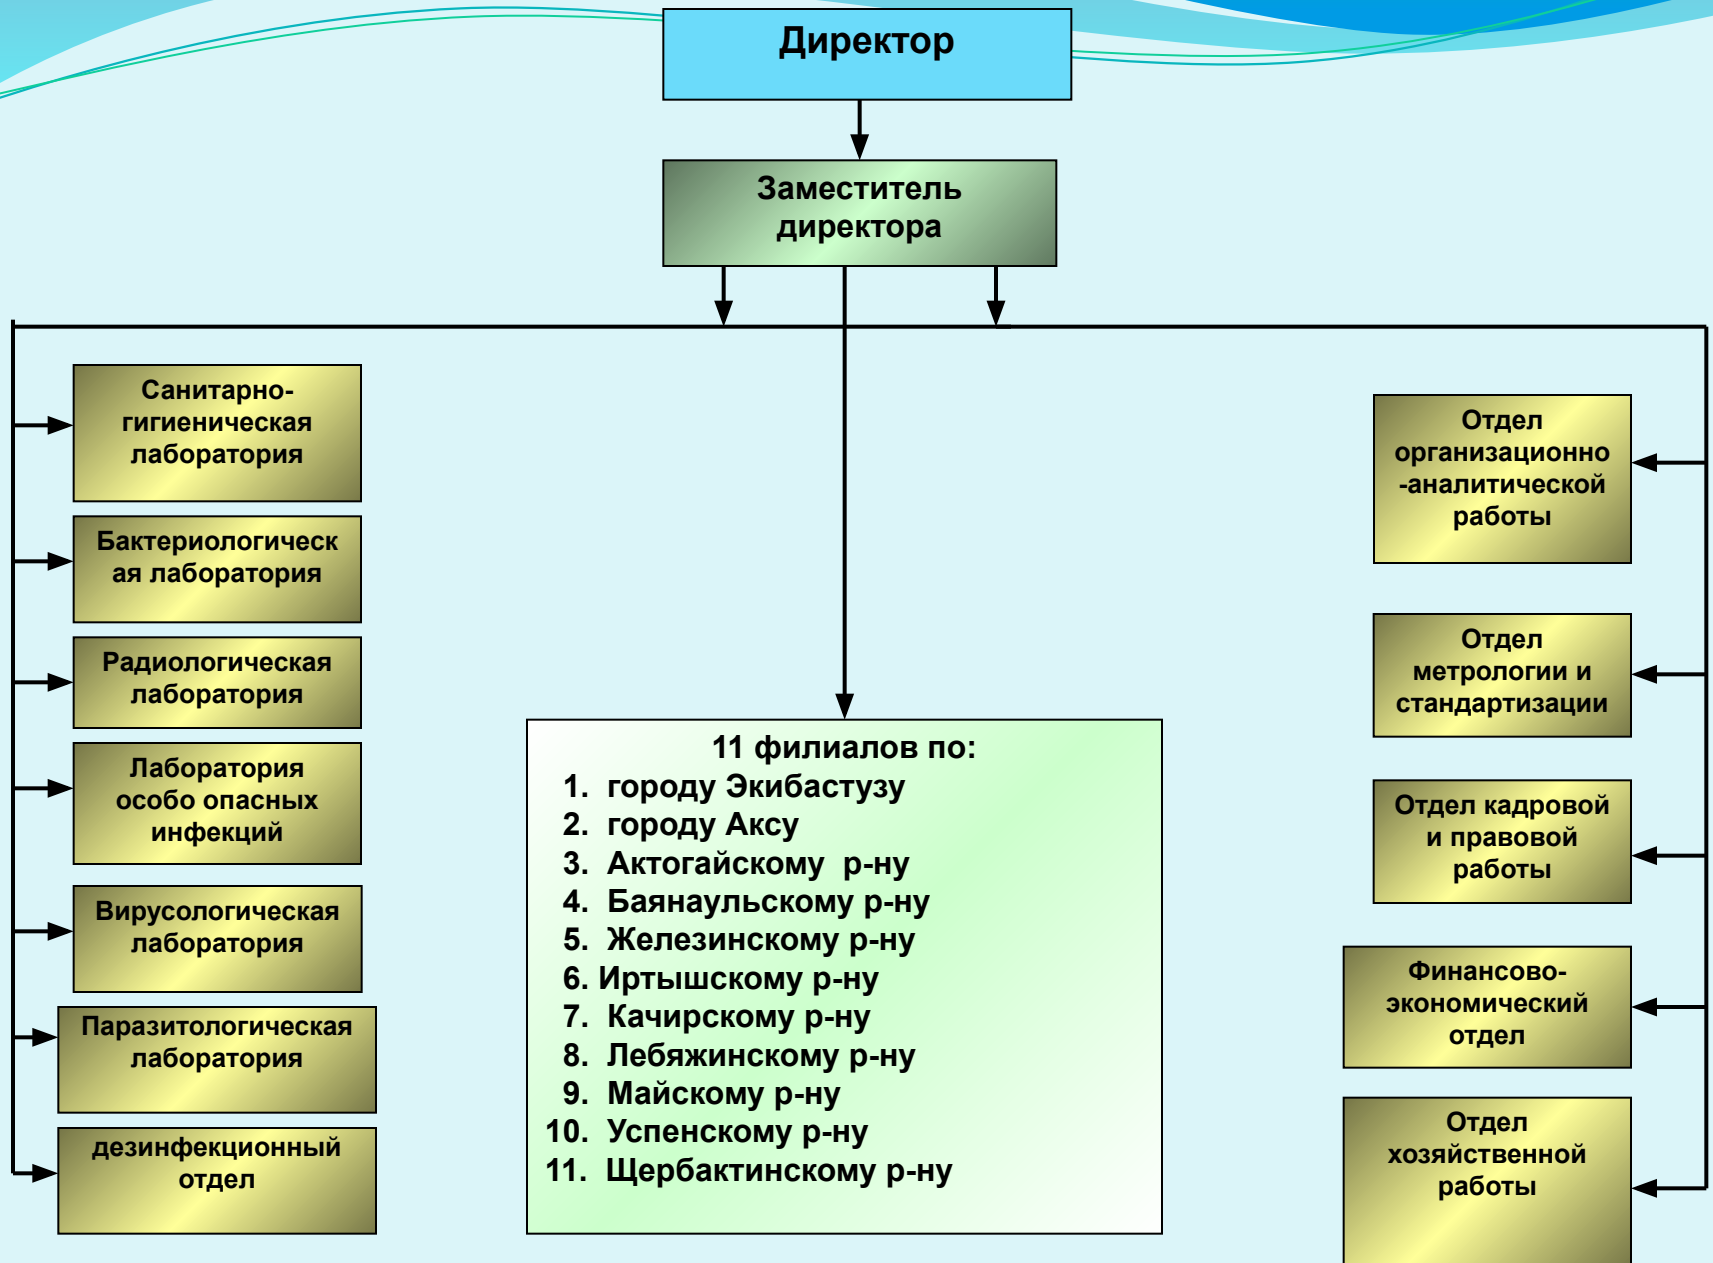 Директор
Заместитель
директора
Санитарно-
гигиеническая
лаборатория
Бактериологическ
ая лаборатория
Радиологическая
лаборатория
Лаборатория
особо опасных
инфекций
Вирусологическая
лаборатория
Паразитологическая
лаборатория
дезинфекционный
отдел
11 филиалов по:
1. городу Экибастузу
2. городу Аксу
3. Актогайскому р-ну
4. Баянаульскому р-ну
5. Железинскому р-ну
6. Иртышскому р-ну
7. Качирскому р-ну
8. Лебяжинскому р-ну
9. Майскому р-ну
10. Успенскому р-ну
11. Щербактинскому р-ну
Отдел
организационно
-аналитической
работы
Отдел
метрологии и
стандартизации
Отдел кадровой
и правовой
работы
Финансово-
экономический
отдел
Отдел
хозяйственной
работы